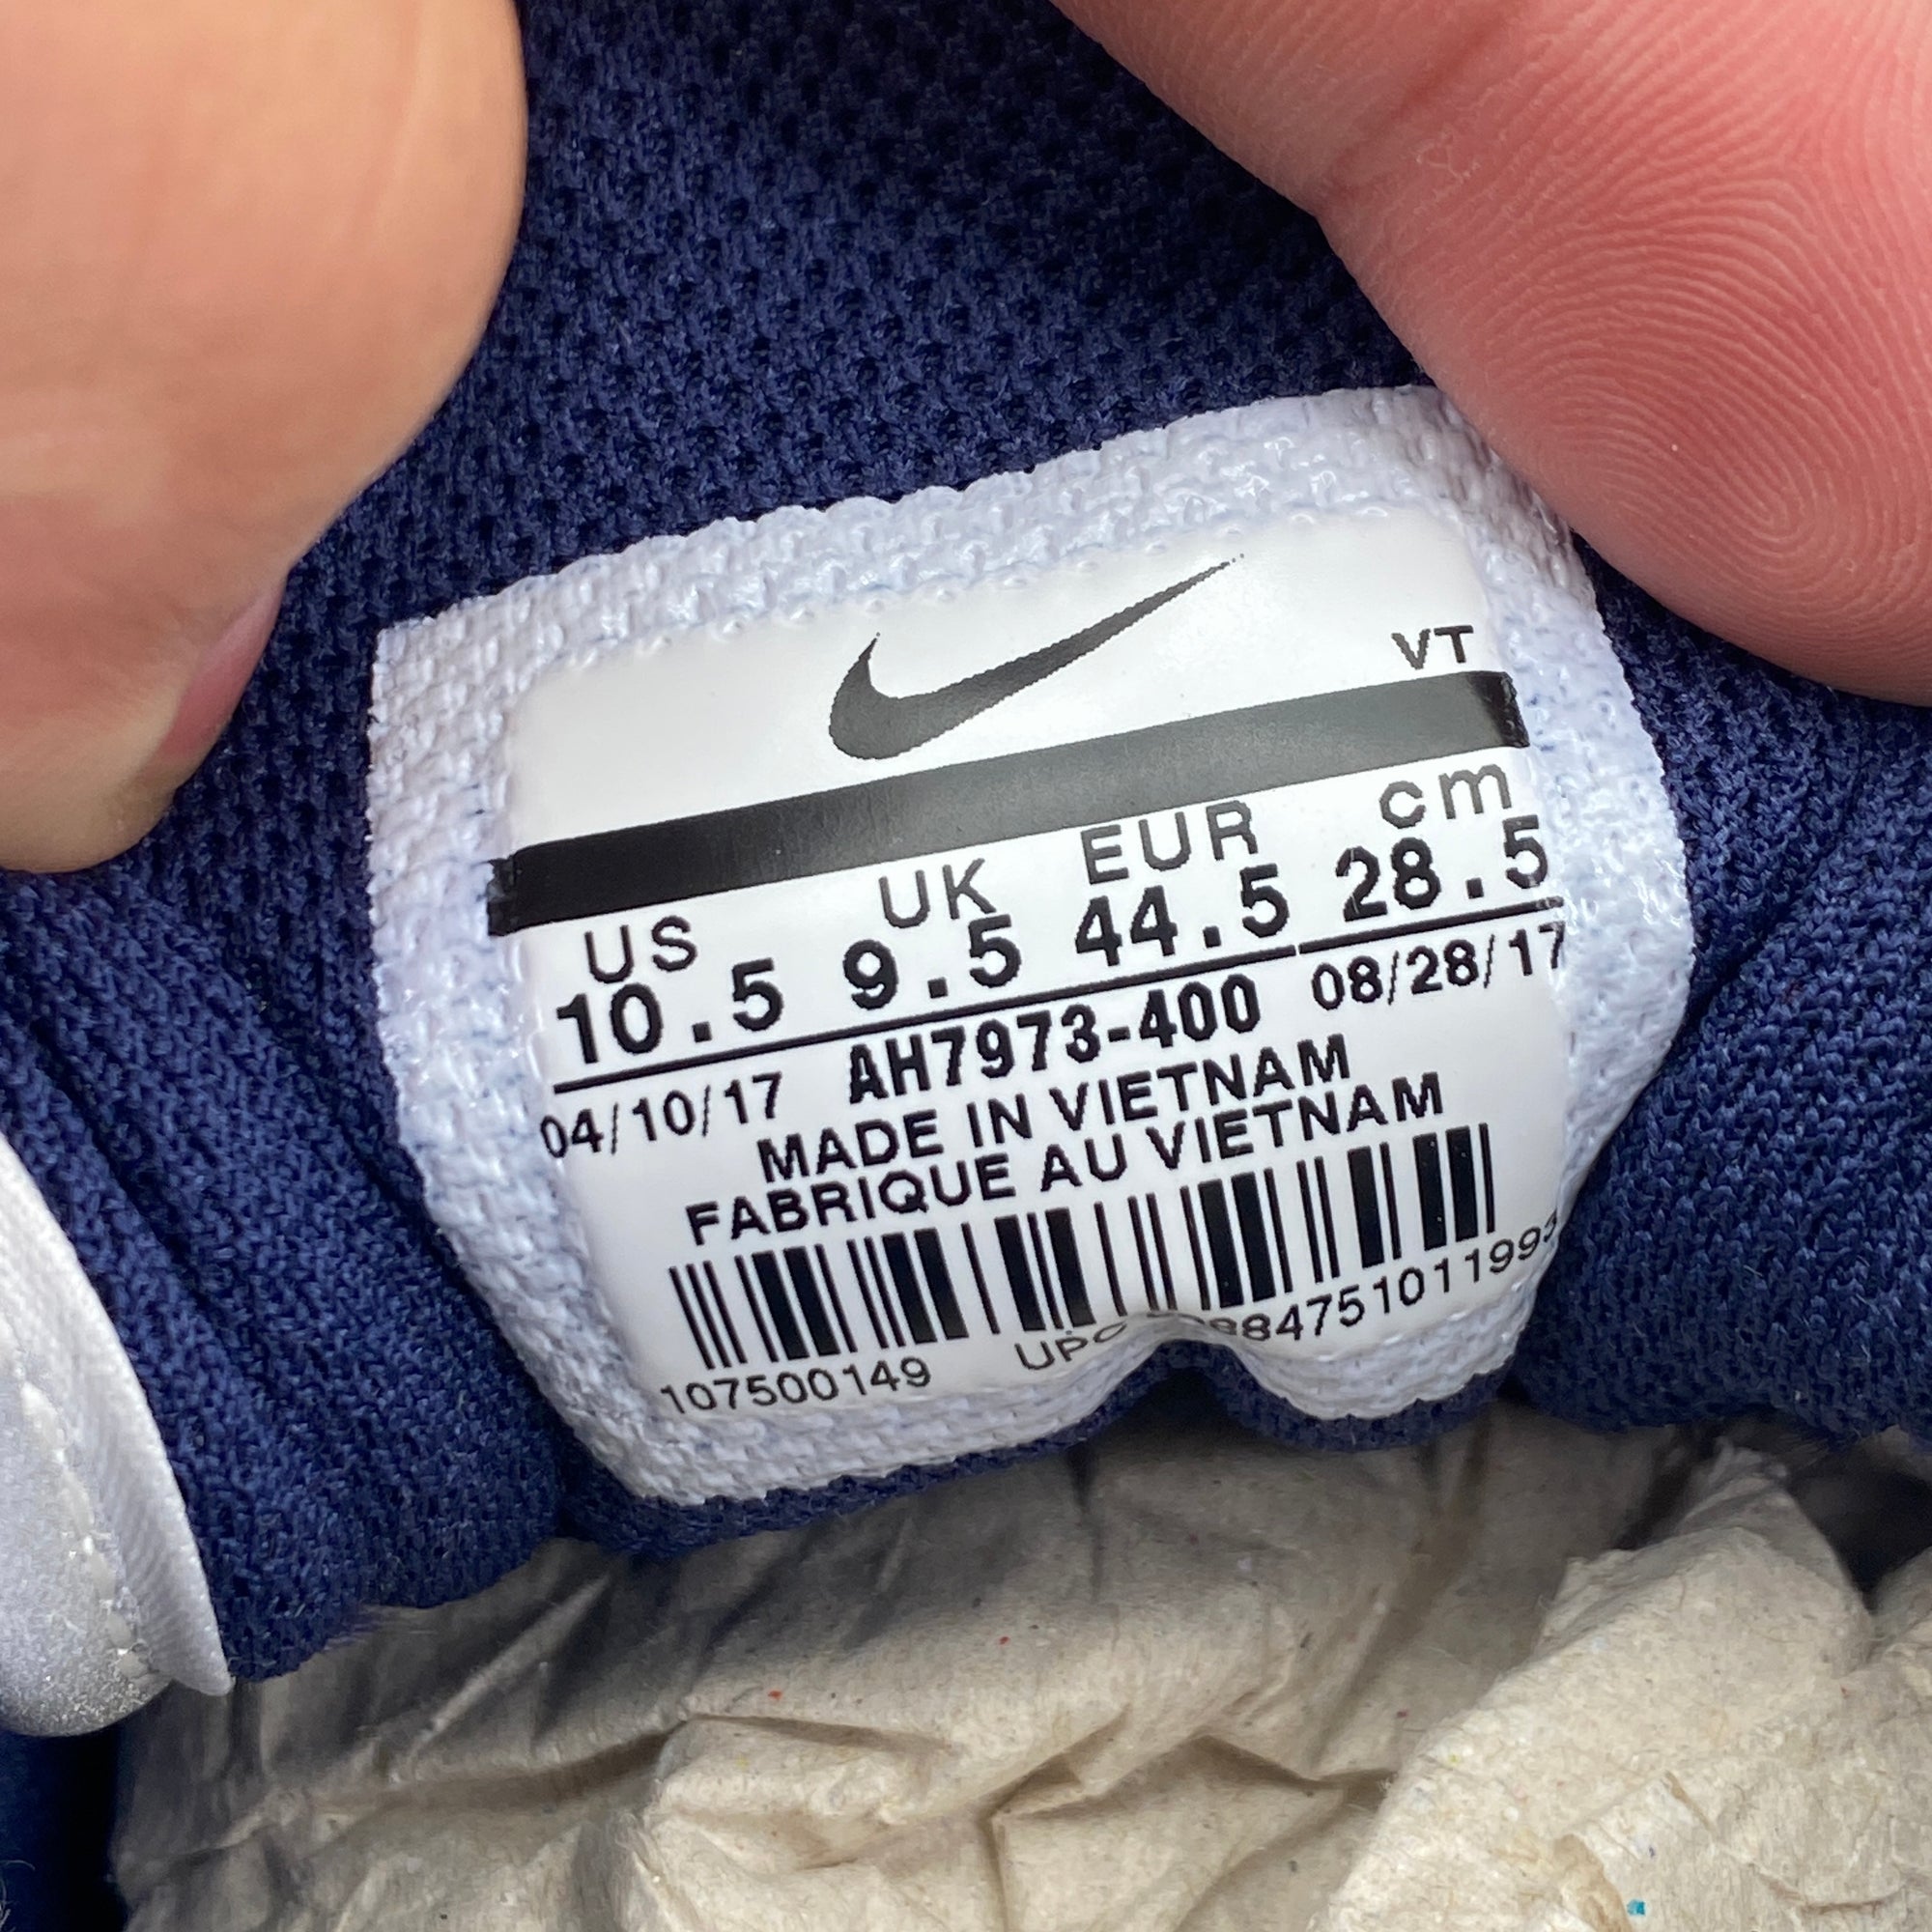 VT
US UK EUR cm
10.5 9.5 44.5 28.5
04/10/17 AH7973-400 08/28/17
MADE IN VIETNAM
FABRIQUE AU VIETNAM
107500149 UPC